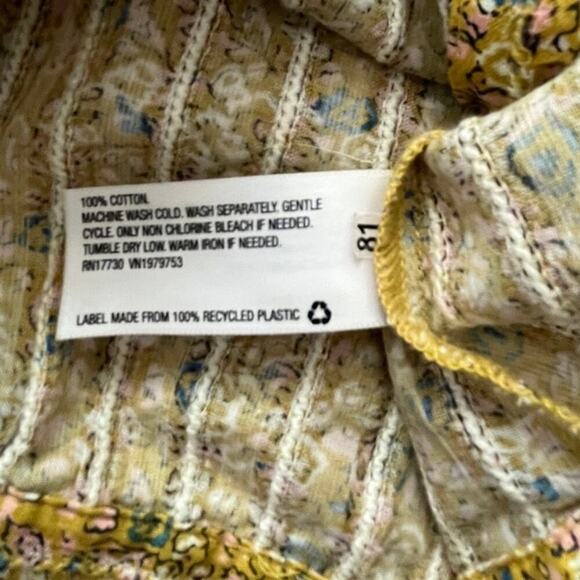 100% COTTON.
MACHINE WASH COLD. WASH SEPARATELY. GENTLE
CYCLE. ONLY NON CHLORINE BLEACH IF NEEDED.
TUMBLE DRY LOW. WARM IRON IF NEEDED.
RN17730 VN1979753
LABEL MADE FROM 100% RECYCLED PLASTIC
81